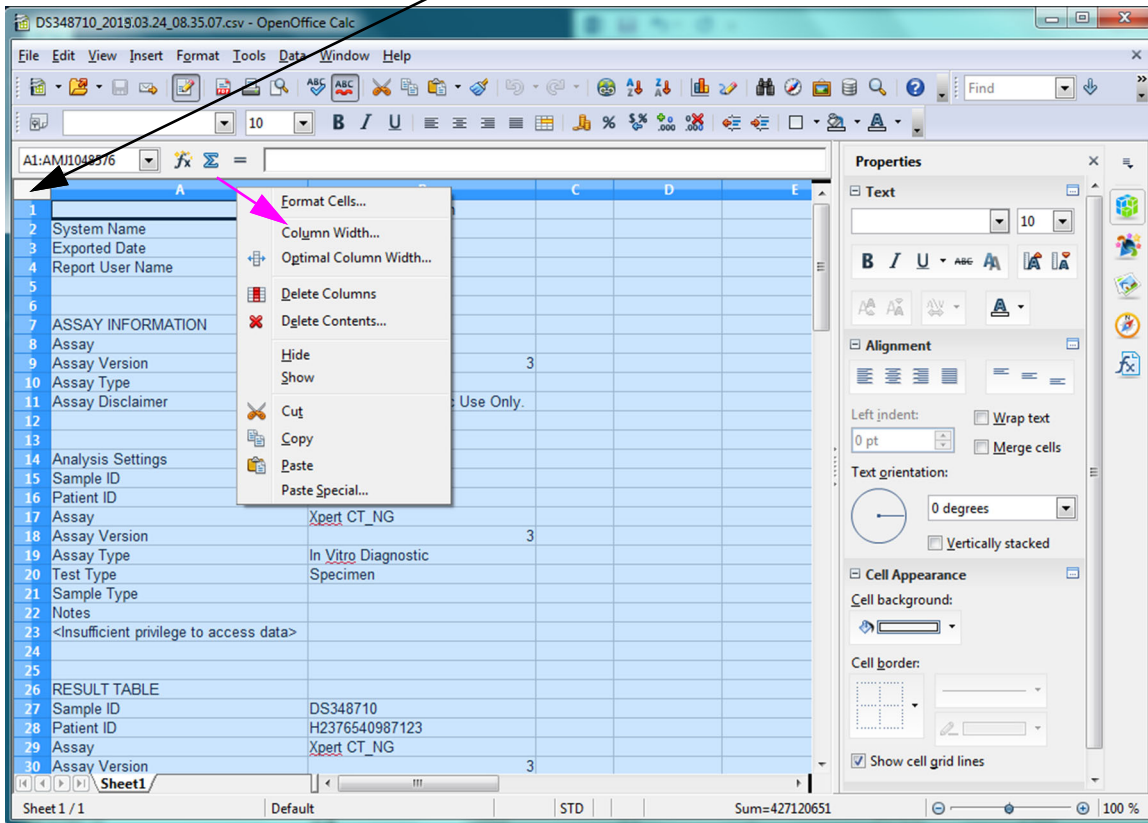 DS348710_2015.03.24_08.35.07.csv - OpenOffice Calc
File Edit View Insert Format Tools Data Window Help
Find
10
A1:AMJ1048576
A C D E
1
2 System Name
3 Exported Date
4 Report User Name
5
6
7 ASSAY INFORMATION
8 Assay
9 Assay Version 3
10 Assay Type
11 Assay Disclaimer Use Only.
12
13
14 Analysis Settings
15 Sample ID
16 Patient ID
17 Assay Xpert CT_NG
18 Assay Version 3
19 Assay Type In Vitro Diagnostic
20 Test Type Specimen
21 Sample Type
22 Notes
23 <Insufficient privilege to access data>
24
25
26 RESULT TABLE
27 Sample ID DS348710
28 Patient ID H2376540987123
29 Assay Xpert CT_NG
30 Assay Version 3
Format Cells...
Column Width...
Optimal Column Width...
Delete Columns
Delete Contents...
Hide
Show
Cut
Copy
Paste
Paste Special...
Properties
Text
10
Alignment
Left indent:
0 pt
Wrap text
Merge cells
Text orientation:
0 degrees
Vertically stacked
Cell Appearance
Cell background:
Cell border:
Show cell grid lines
Sheet1
Sheet 1 / 1 Default STD Sum=427120651 100 %